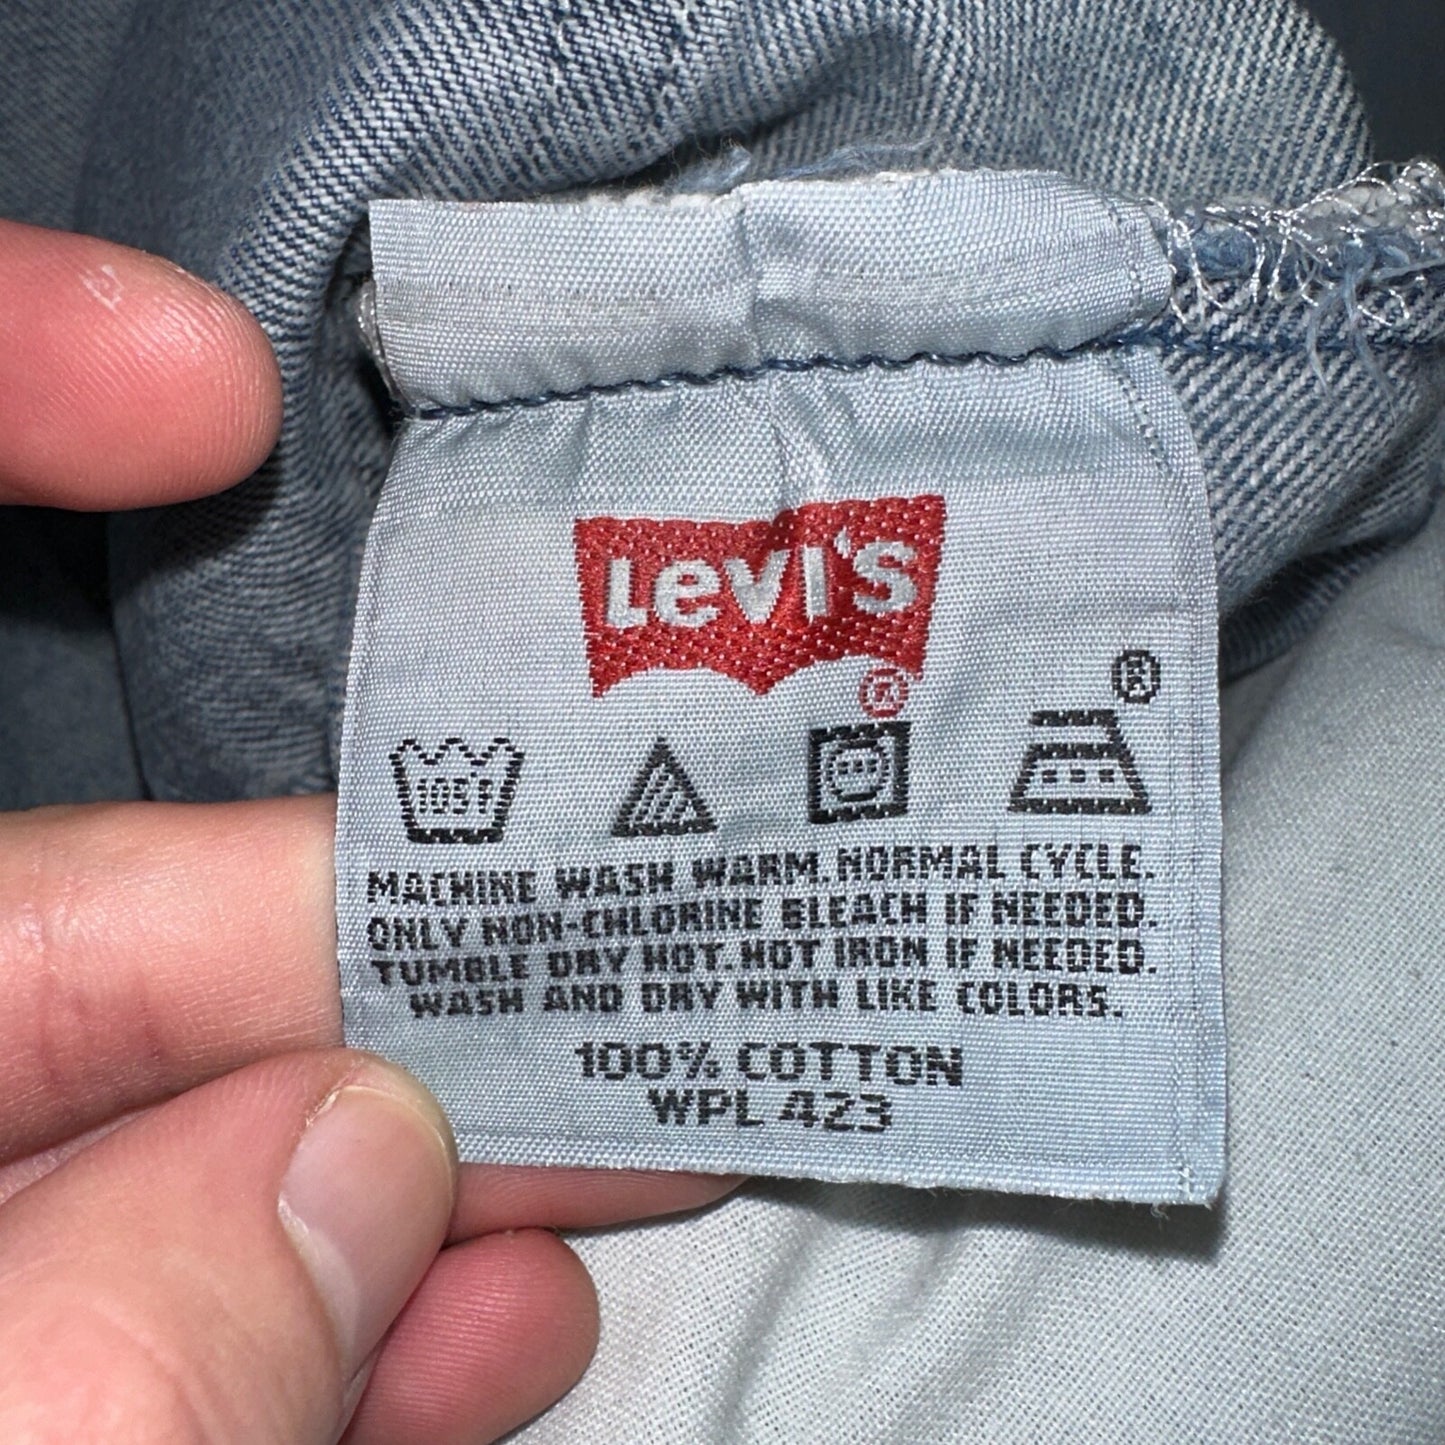 Levi's
®
®
105°F
MACHINE WASH WARM. NORMAL CYCLE.
ONLY NON-CHLORINE BLEACH IF NEEDED.
TUMBLE DRY HOT. HOT IRON IF NEEDED.
WASH AND DRY WITH LIKE COLORS.
100% COTTON
WPL 423